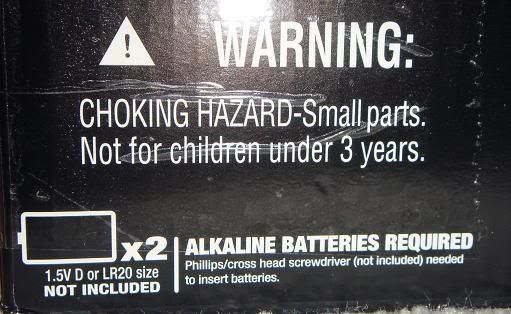 WARNING:
CHOKING HAZARD-Small parts.
Not for children under 3 years.
x2
1.5V D or LR20 size
NOT INCLUDED
ALKALINE BATTERIES REQUIRED
Phillips/cross head screwdriver (not included) needed
to insert batteries.